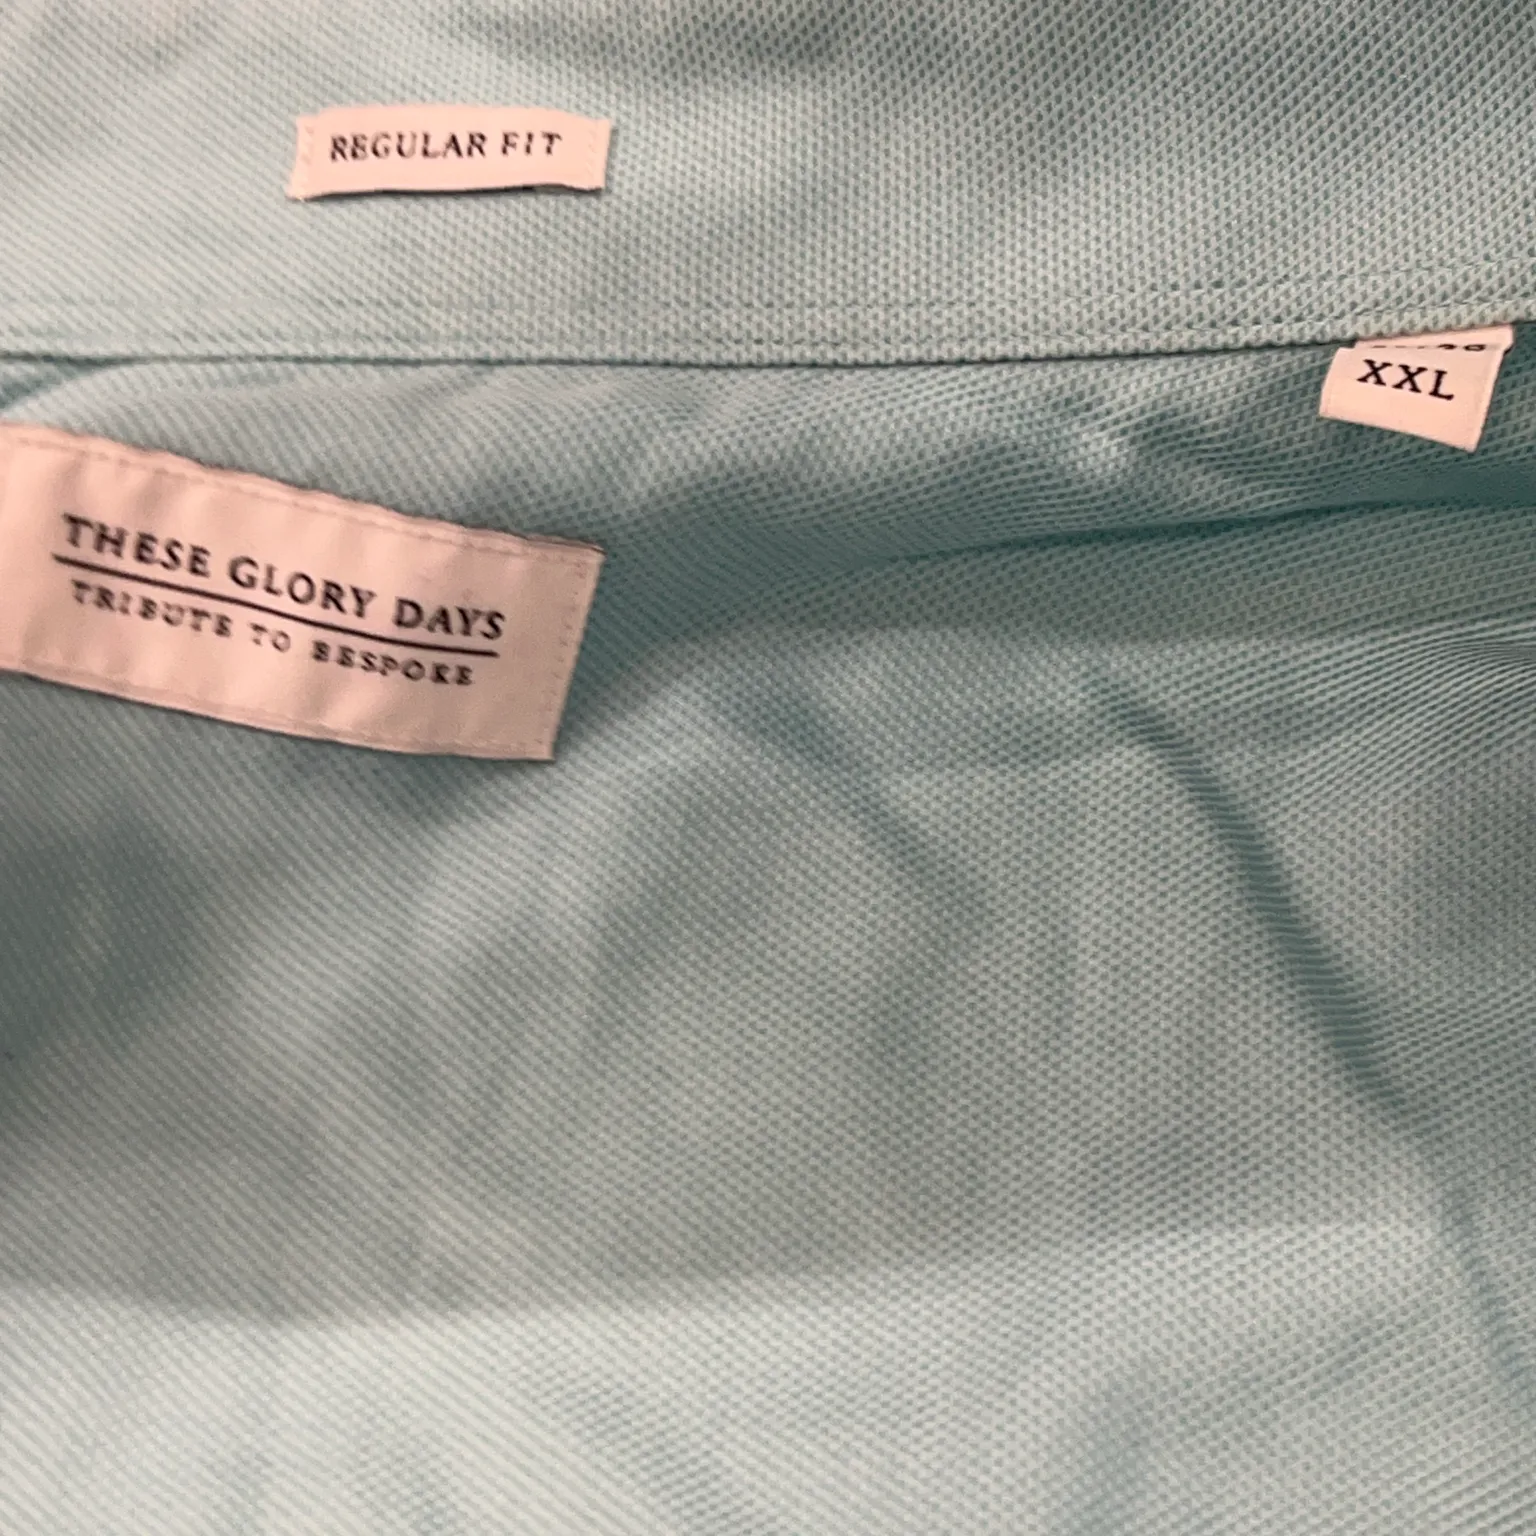 REGULAR FIT
XXL
THESE GLORY DAYS
TRIBUTE TO BESPOKE